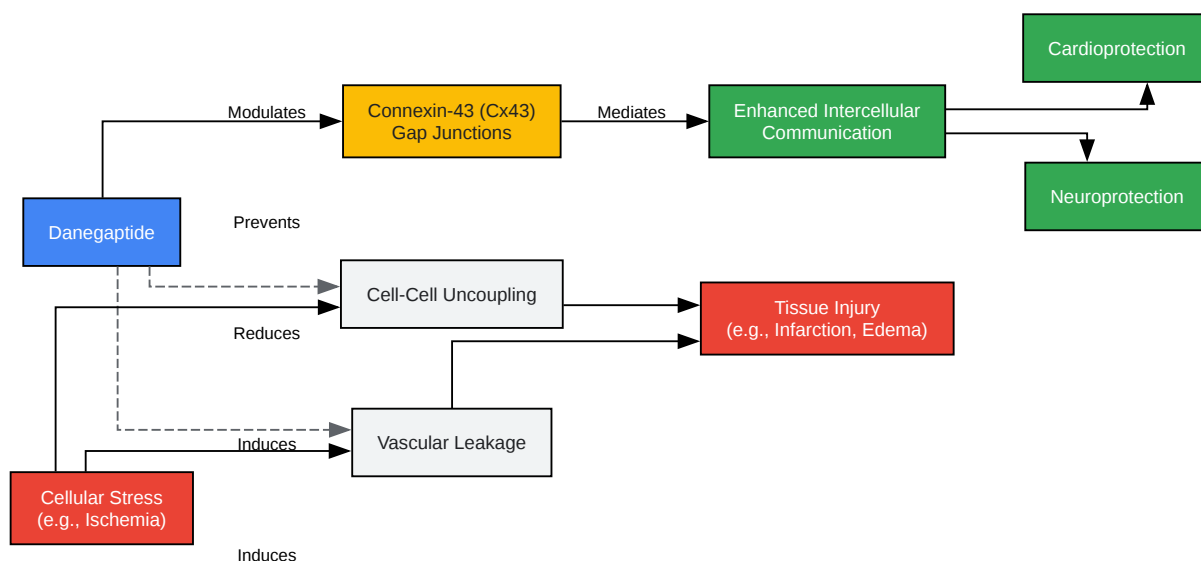 Cardioprotection
Modulates
Connexin-43 (Cx43)
Gap Junctions
Mediates
Enhanced Intercellular
Communication
Neuroprotection
Danegaptide
Prevents
Cell-Cell Uncoupling
Reduces
Tissue Injury
(e.g., Infarction, Edema)
Vascular Leakage
Induces
Cellular Stress
(e.g., Ischemia)
Induces